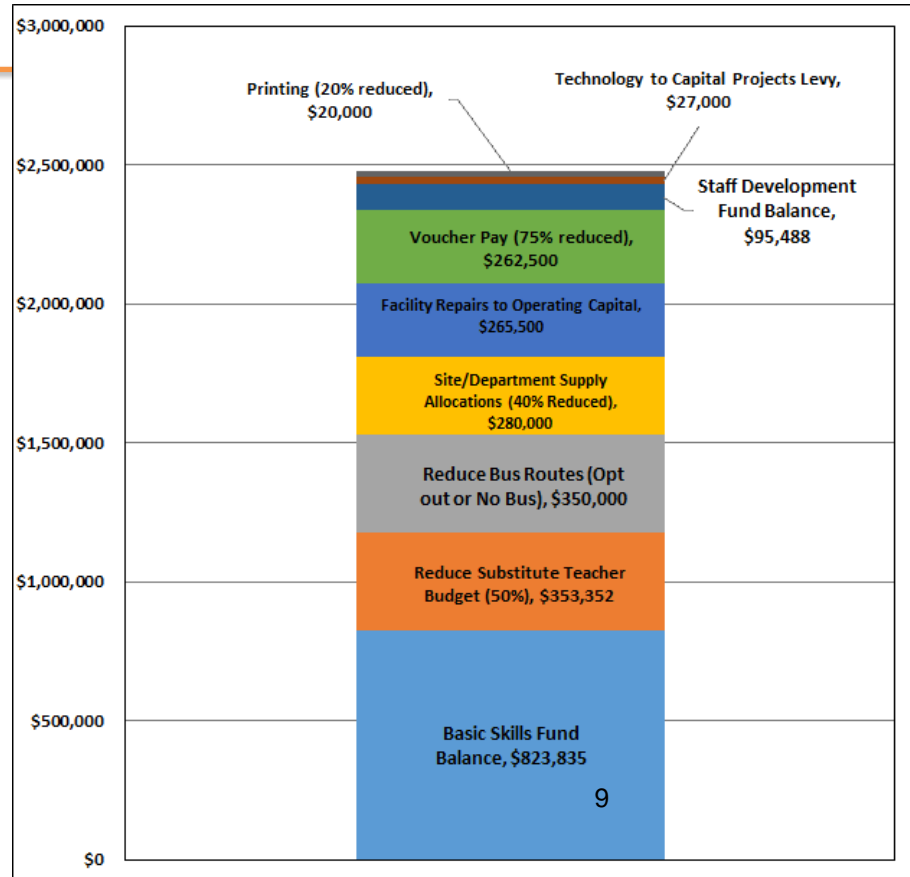 $3,000,000
Printing (20% reduced),
$20,000
Technology to Capital Projects Levy,
$27,000
$2,500,000
Staff Development
Fund Balance,
$95,488
Voucher Pay (75% reduced),
$262,500
$2,000,000
Facility Repairs to Operating Capital,
$265,500
Site/Department Supply
Allocations (40% Reduced),
$280,000
$1,500,000
Reduce Bus Routes (Opt
out or No Bus), $350,000
$1,000,000
Reduce Substitute Teacher
Budget (50%), $353,352
$500,000
Basic Skills Fund
Balance, $823,835
9
$0